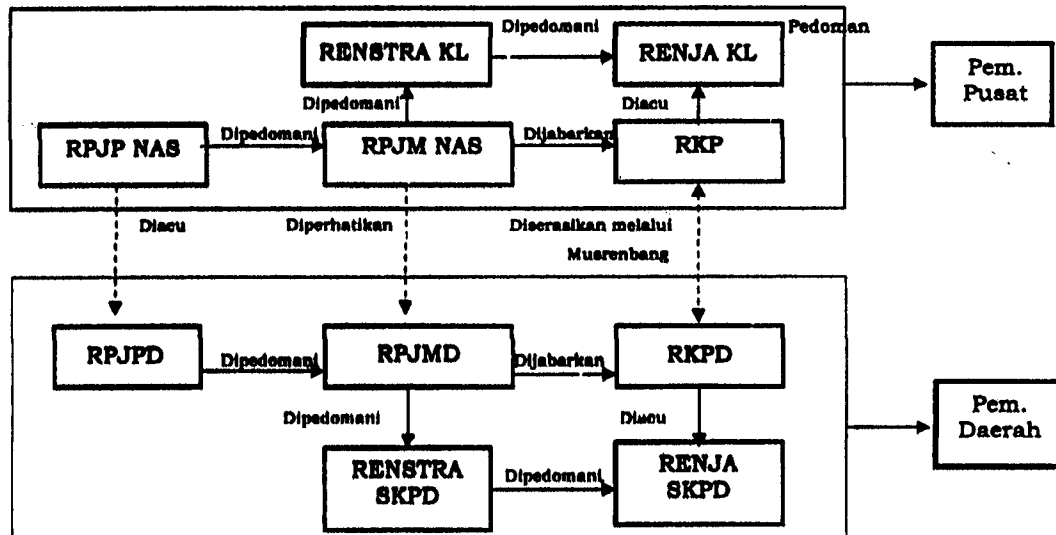 Dipedomani
Pedoman
RENSTRA KL
RENJA KL
Pem.
Pusat
Dipedomani
Diacu
RPJP NAS
Dipedomani
RPJM NAS
Dijabarkan
RKP
Diacu
Diperhatikan
Diserasikan melalui
Musrenbang
RPJPD
Dipedomani
RPJMD
Dijabarkan
RKPD
Dipedomani
Diacu
Pem.
Daerah
RENSTRA
SKPD
Dipedomani
RENJA
SKPD